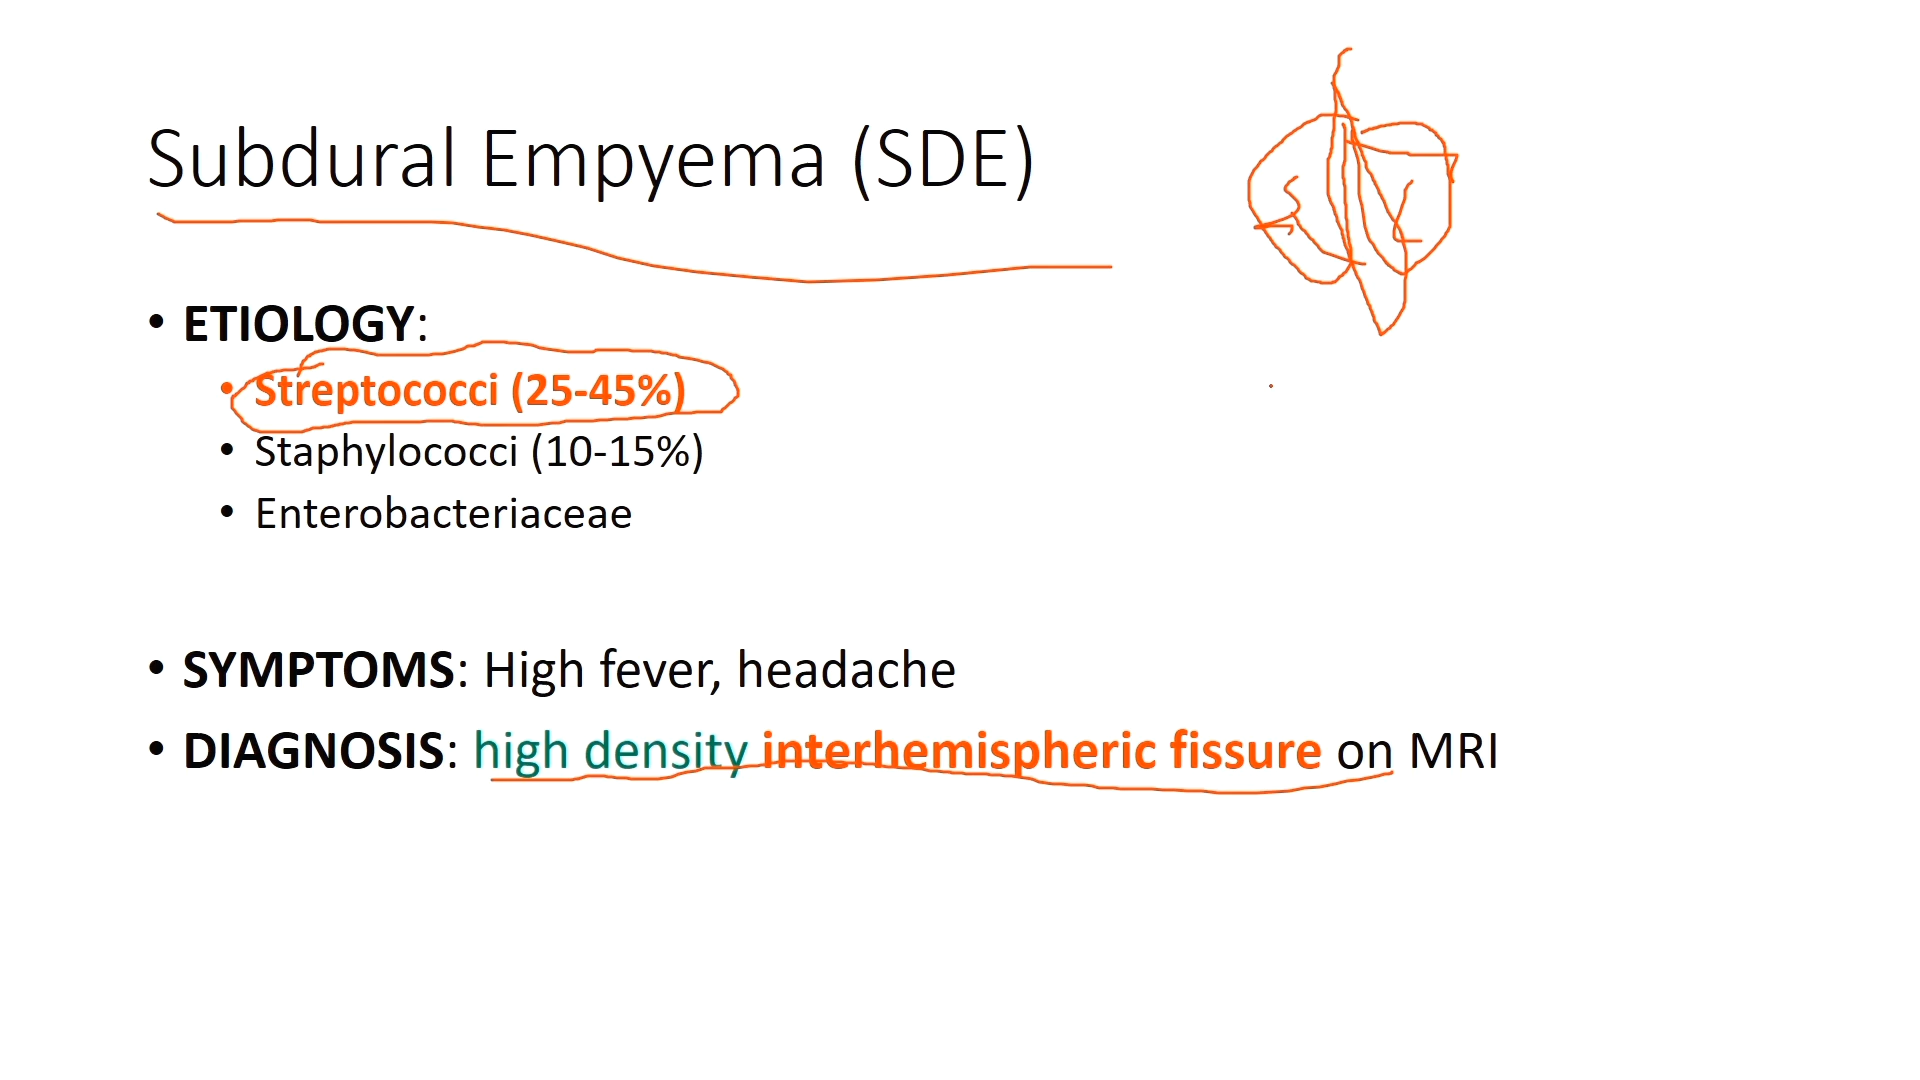 Subdural Empyema (SDE)
• ETIOLOGY:
• Streptococci (25-45%)
• Staphylococci (10-15%)
• Enterobacteriaceae
• SYMPTOMS: High fever, headache
• DIAGNOSIS: high density interhemispheric fissure on MRI